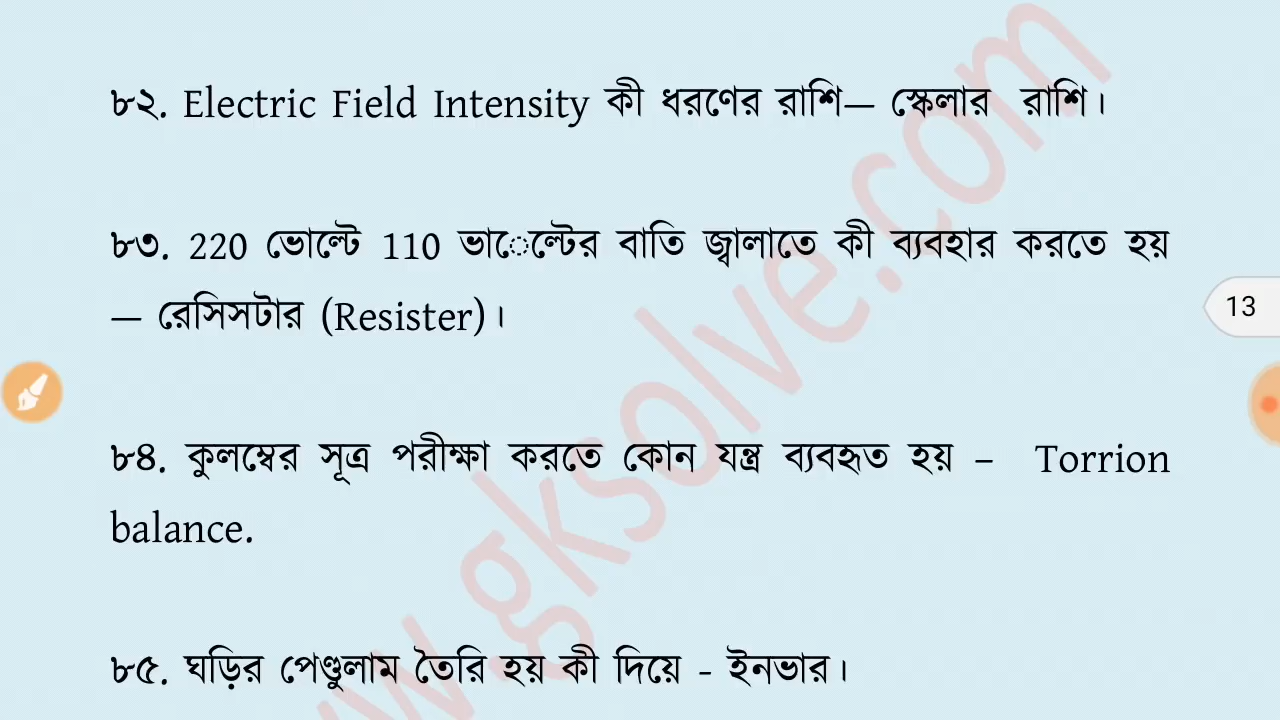 ৮২. Electric Field Intensity কী ধরণের রাশি— স্কেলার রাশি।
৮৩. 220 ভোল্টে 110 ভােল্টের বাতি জ্বালাতে কী ব্যবহার করতে হয়
— রেসিসটার (Resister)।
13
৮৪. কুলম্বের সূত্র পরীক্ষা করতে কোন যন্ত্র ব্যবহৃত হয় – Torrion
balance.
৮৫. ঘড়ির পেণ্ডুলাম তৈরি হয় কী দিয়ে - ইনভার।
www.gksolve.com